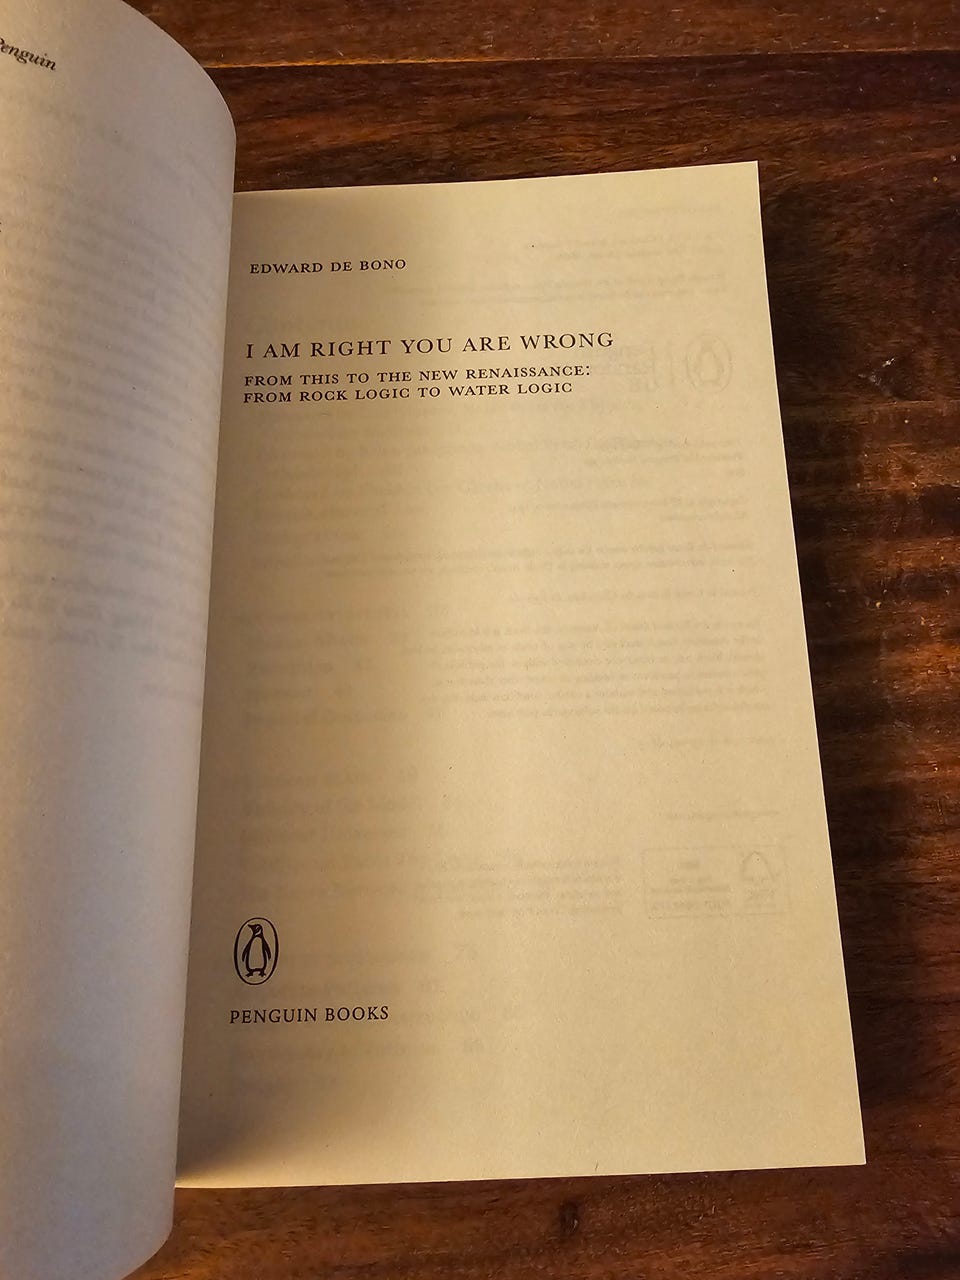 Penguin
EDWARD DE BONO
I AM RIGHT YOU ARE WRONG
FROM THIS TO THE NEW RENAISSANCE:
FROM ROCK LOGIC TO WATER LOGIC
PENGUIN BOOKS